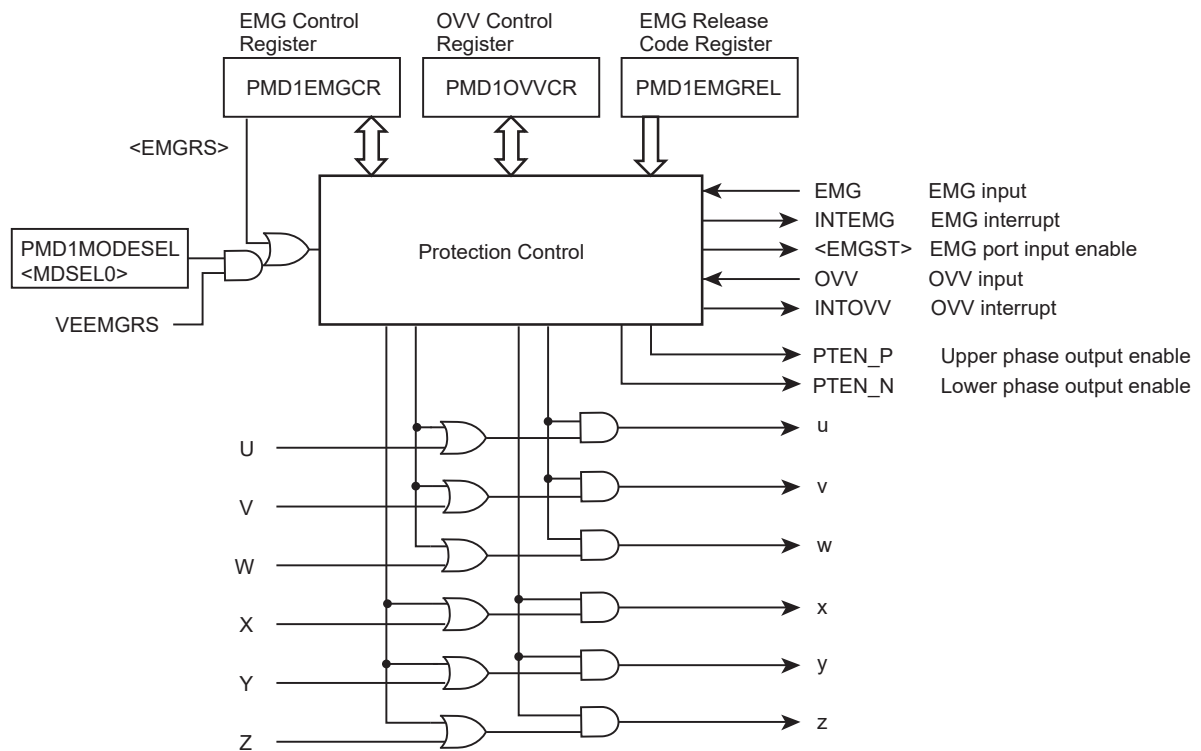 EMG Control
Register
OVV Control
Register
EMG Release
Code Register
PMD1EMGCR
PMD1OVVCR
PMD1EMGREL
<EMGRS>
PMD1MODESEL
<MDSEL0>
VEEMGRS
Protection Control
EMG EMG input
INTEMG EMG interrupt
<EMGST> EMG port input enable
OVV OVV input
INTOVV OVV interrupt
PTEN_P Upper phase output enable
PTEN_N Lower phase output enable
U
u
V
v
W
w
X
x
Y
y
Z
z